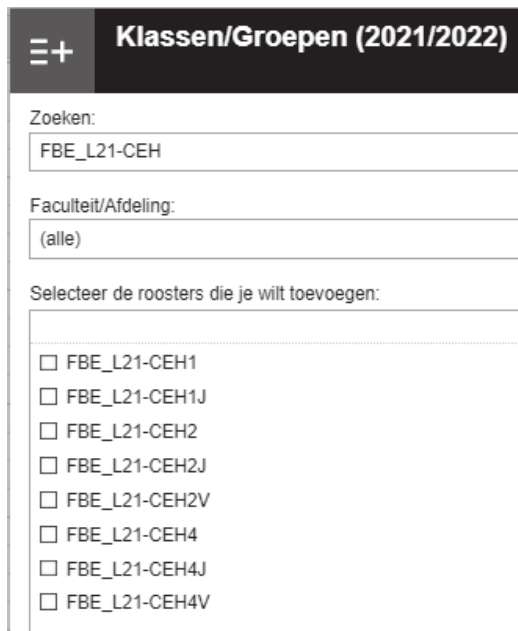 Klassen/Groepen (2021/2022)
Zoeken:
FBE_L21-CEH
Faculteit/Afdeling:
(alle)
Selecteer de roosters die je wilt toevoegen:
FBE_L21-CEH1
FBE_L21-CEH1J
FBE_L21-CEH2
FBE_L21-CEH2J
FBE_L21-CEH2V
FBE_L21-CEH4
FBE_L21-CEH4J
FBE_L21-CEH4V